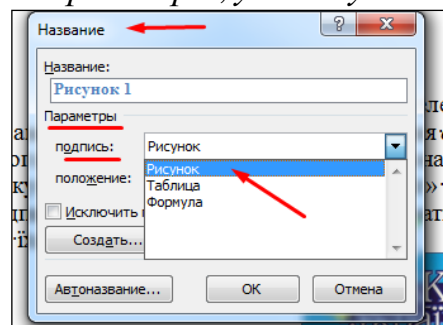 Название
Название:
Рисунок 1
Параметры
подпись: Рисунок
Рисунок
положение:
Таблица
Формула
Исключить
Создать...
Автоназвание... ОК Отмена